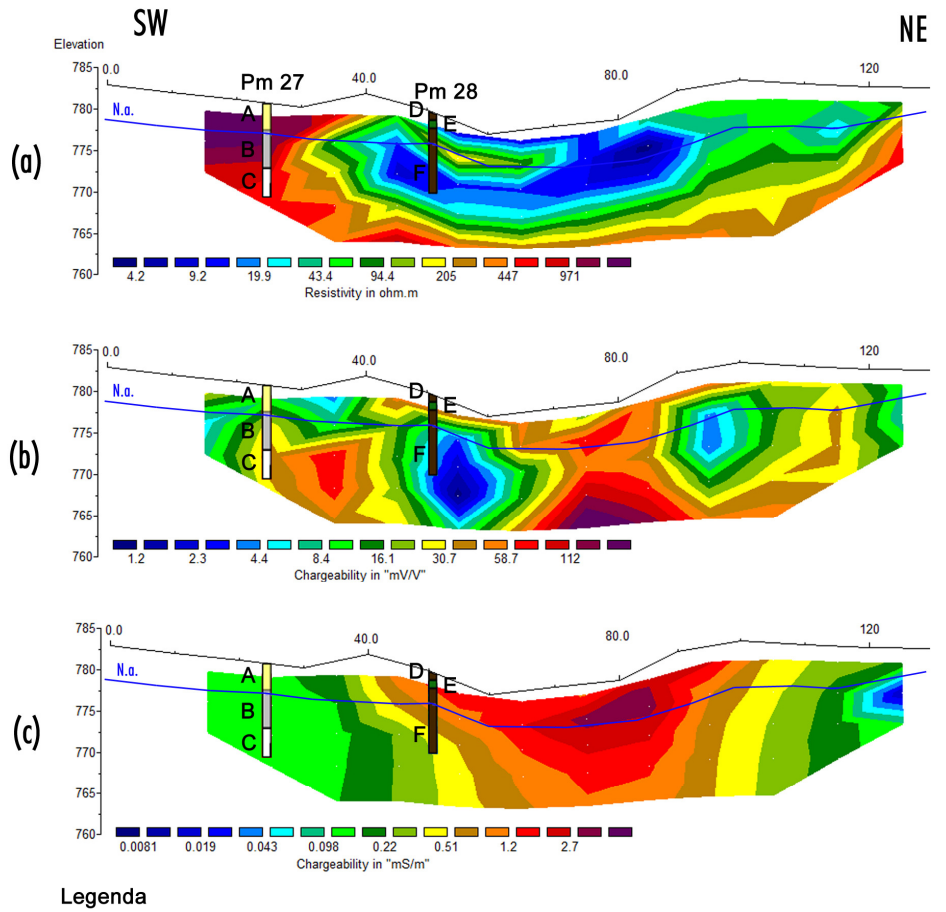 SW
NE
Elevation
0.0
40.0
80.0
120
Pm 27
Pm 28
785
780
775
770
765
760
N.a.
A
B
C
D
E
F
(a)
4.2 9.2 19.9 43.4 94.4 205 447 971
Resistivity in ohm.m
0.0
40.0
80.0
120
785
780
775
770
765
760
N.a.
A
B
C
D
E
F
(b)
1.2 2.3 4.4 8.4 16.1 30.7 58.7 112
Chargeability in "mV/V"
0.0
40.0
80.0
120
785
780
775
770
765
760
N.a.
A
B
C
D
E
F
(c)
0.0081 0.019 0.043 0.098 0.22 0.51 1.2 2.7
Chargeability in "mS/m"
Legenda